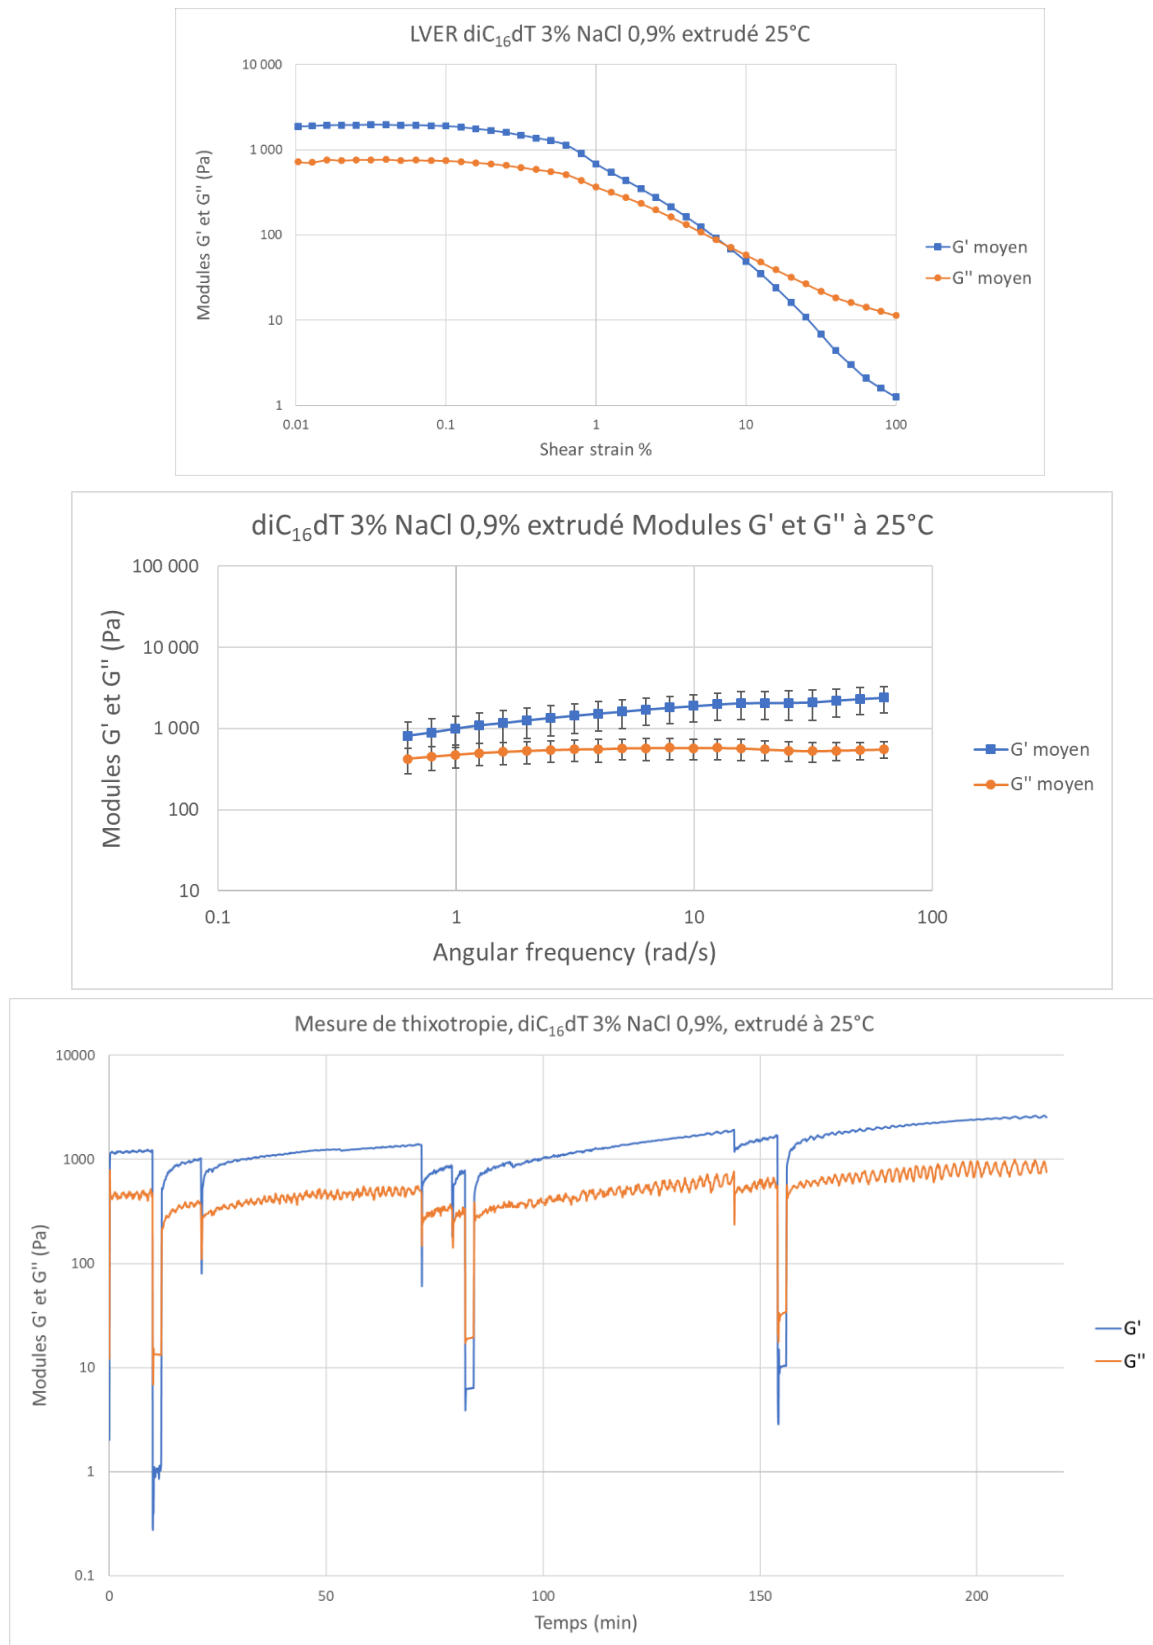 LVER diC16dT 3% NaCl 0,9% extrudé 25°C
10 000
1 000
100
10
1
Modules G' et G'' (Pa)
0.01 0.1 1 10 100
Shear strain %
G' moyen
G'' moyen
diC16dT 3% NaCl 0,9% extrudé Modules G' et G'' à 25°C
100 000
10 000
1 000
100
10
Modules G' et G'' (Pa)
0.1 1 10 100
Angular frequency (rad/s)
G' moyen
G'' moyen
Mesure de thixotropie, diC16dT 3% NaCl 0,9%, extrudé à 25°C
10000
1000
100
10
1
0.1
Modules G' et G'' (Pa)
0 50 100 150 200
Temps (min)
G'
G''